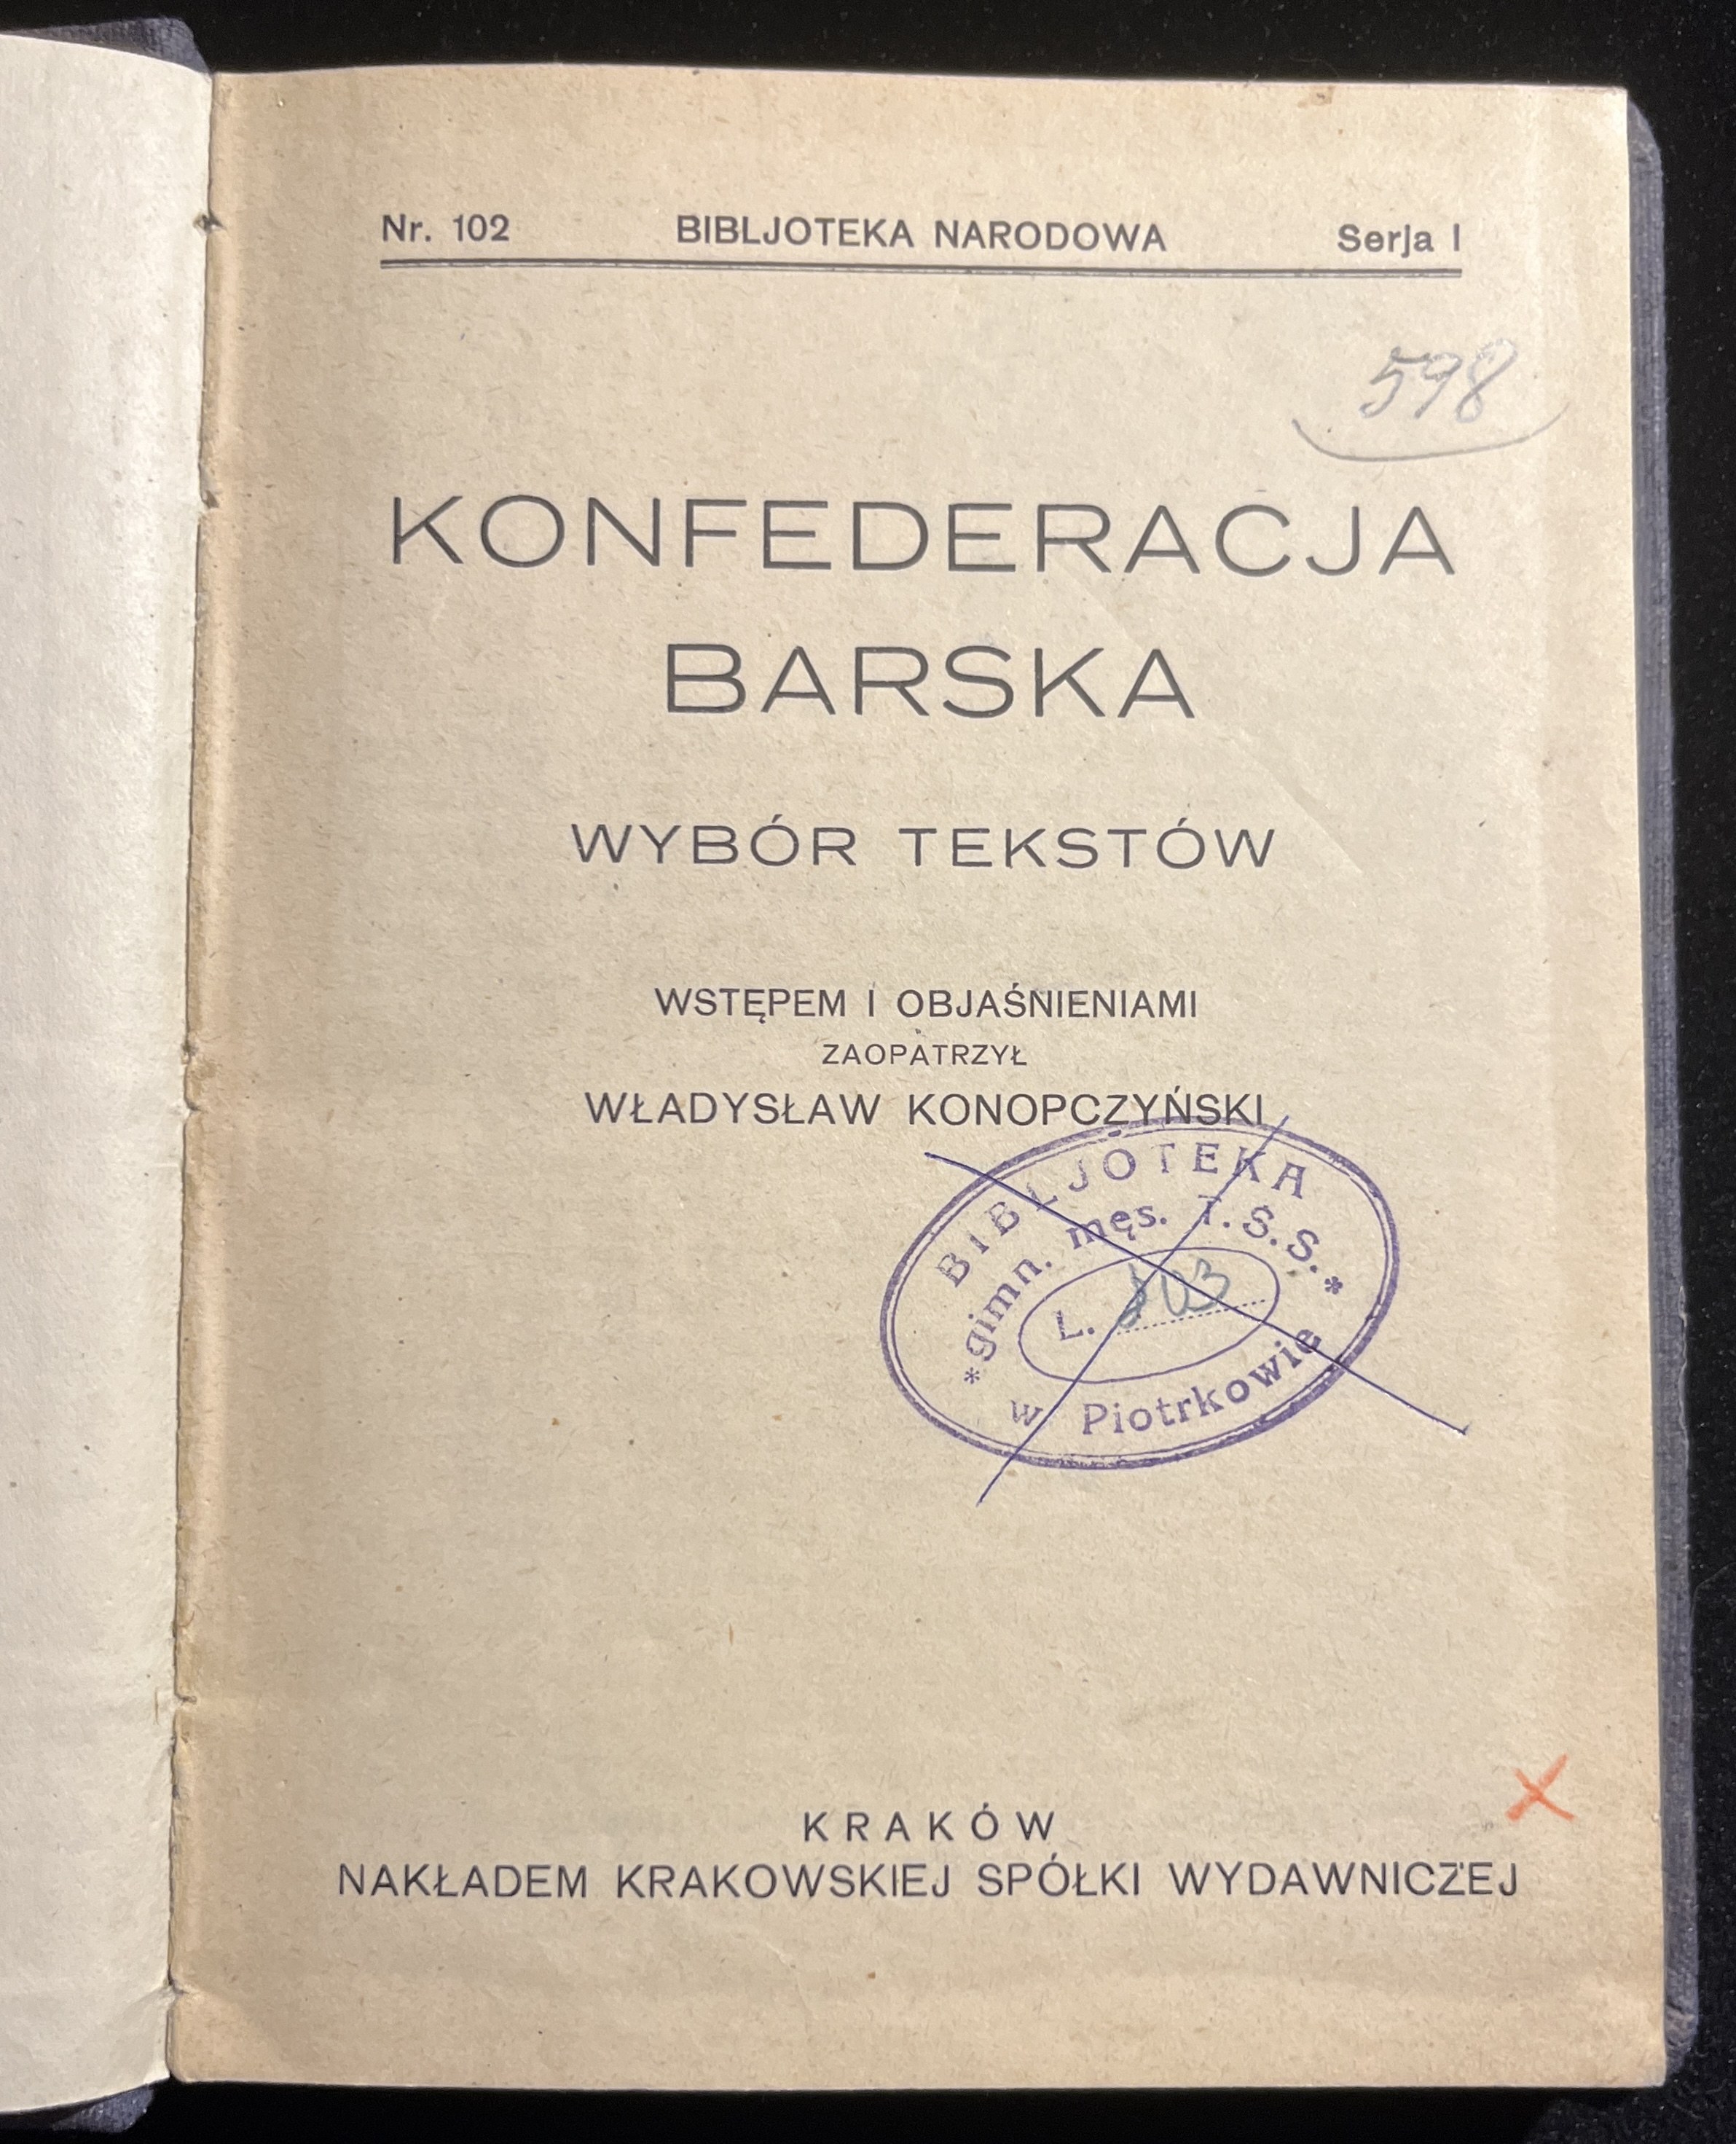 Nr. 102 BIBLJOTEKA NARODOWA Serja I
598
KONFEDERACJA
BARSKA
WYBÓR TEKSTÓW
WSTĘPEM I OBJAŚNIENIAMI
ZAOPATRZYŁ
WŁADYSŁAW KONOPCZYŃSKI
BIBLJOTEKA
*gimn. męs. T.S.S.*
L.
w Piotrkowie
KRAKÓW
NAKŁADEM KRAKOWSKIEJ SPÓŁKI WYDAWNICZEJ